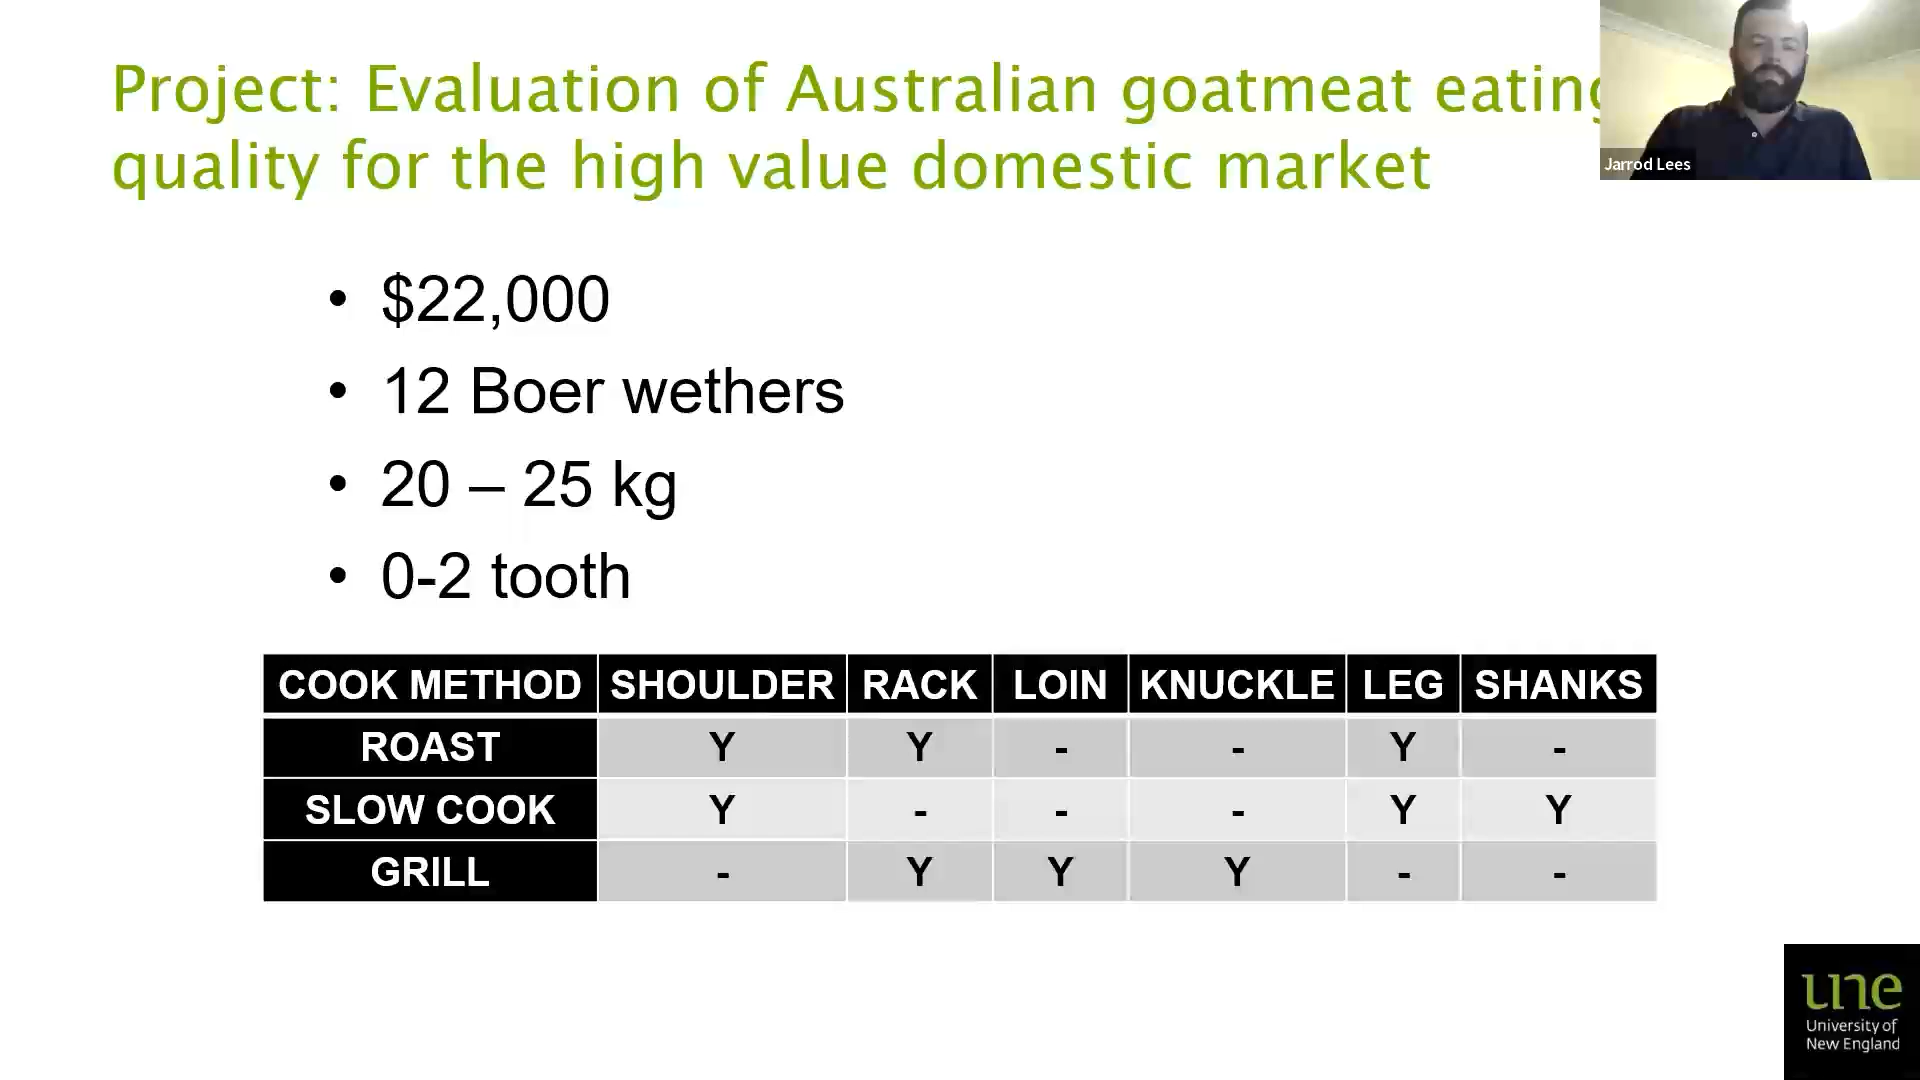 Project: Evaluation of Australian goatmeat eating
quality for the high value domestic market
Jarrod Lees
• $22,000
• 12 Boer wethers
• 20 – 25 kg
• 0-2 tooth
COOK METHOD SHOULDER RACK LOIN KNUCKLE LEG SHANKS
ROAST Y Y - - Y -
SLOW COOK Y - - - Y Y
GRILL - Y Y Y - -
une
University of
New England